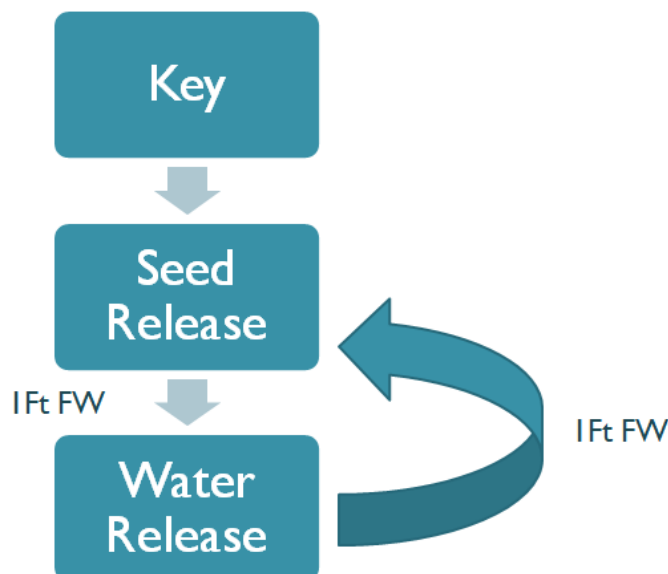 Key
Seed
Release
1Ft FW
1Ft FW
Water
Release